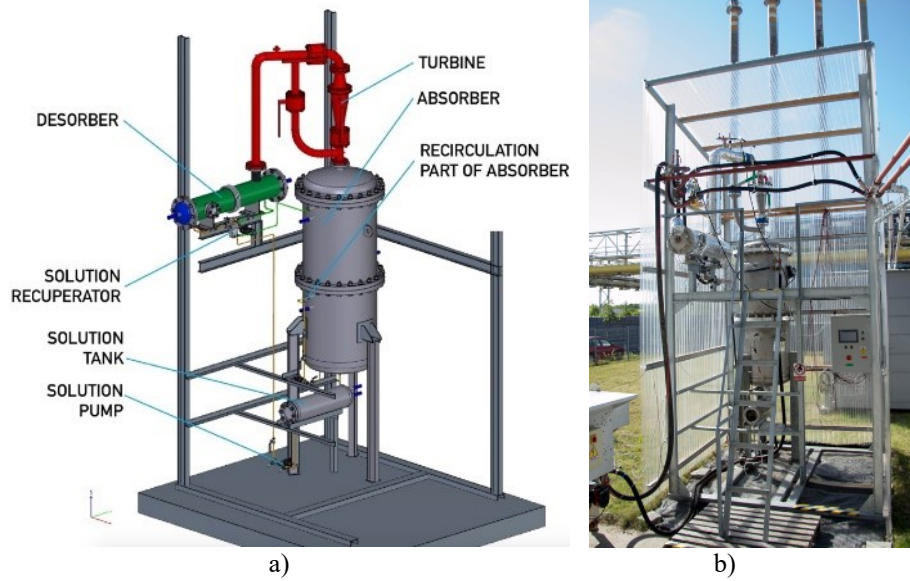 TURBINE
ABSORBER
DESORBER
RECIRCULATION
PART OF ABSORBER
SOLUTION
RECUPERATOR
SOLUTION
TANK
SOLUTION
PUMP
a)
b)